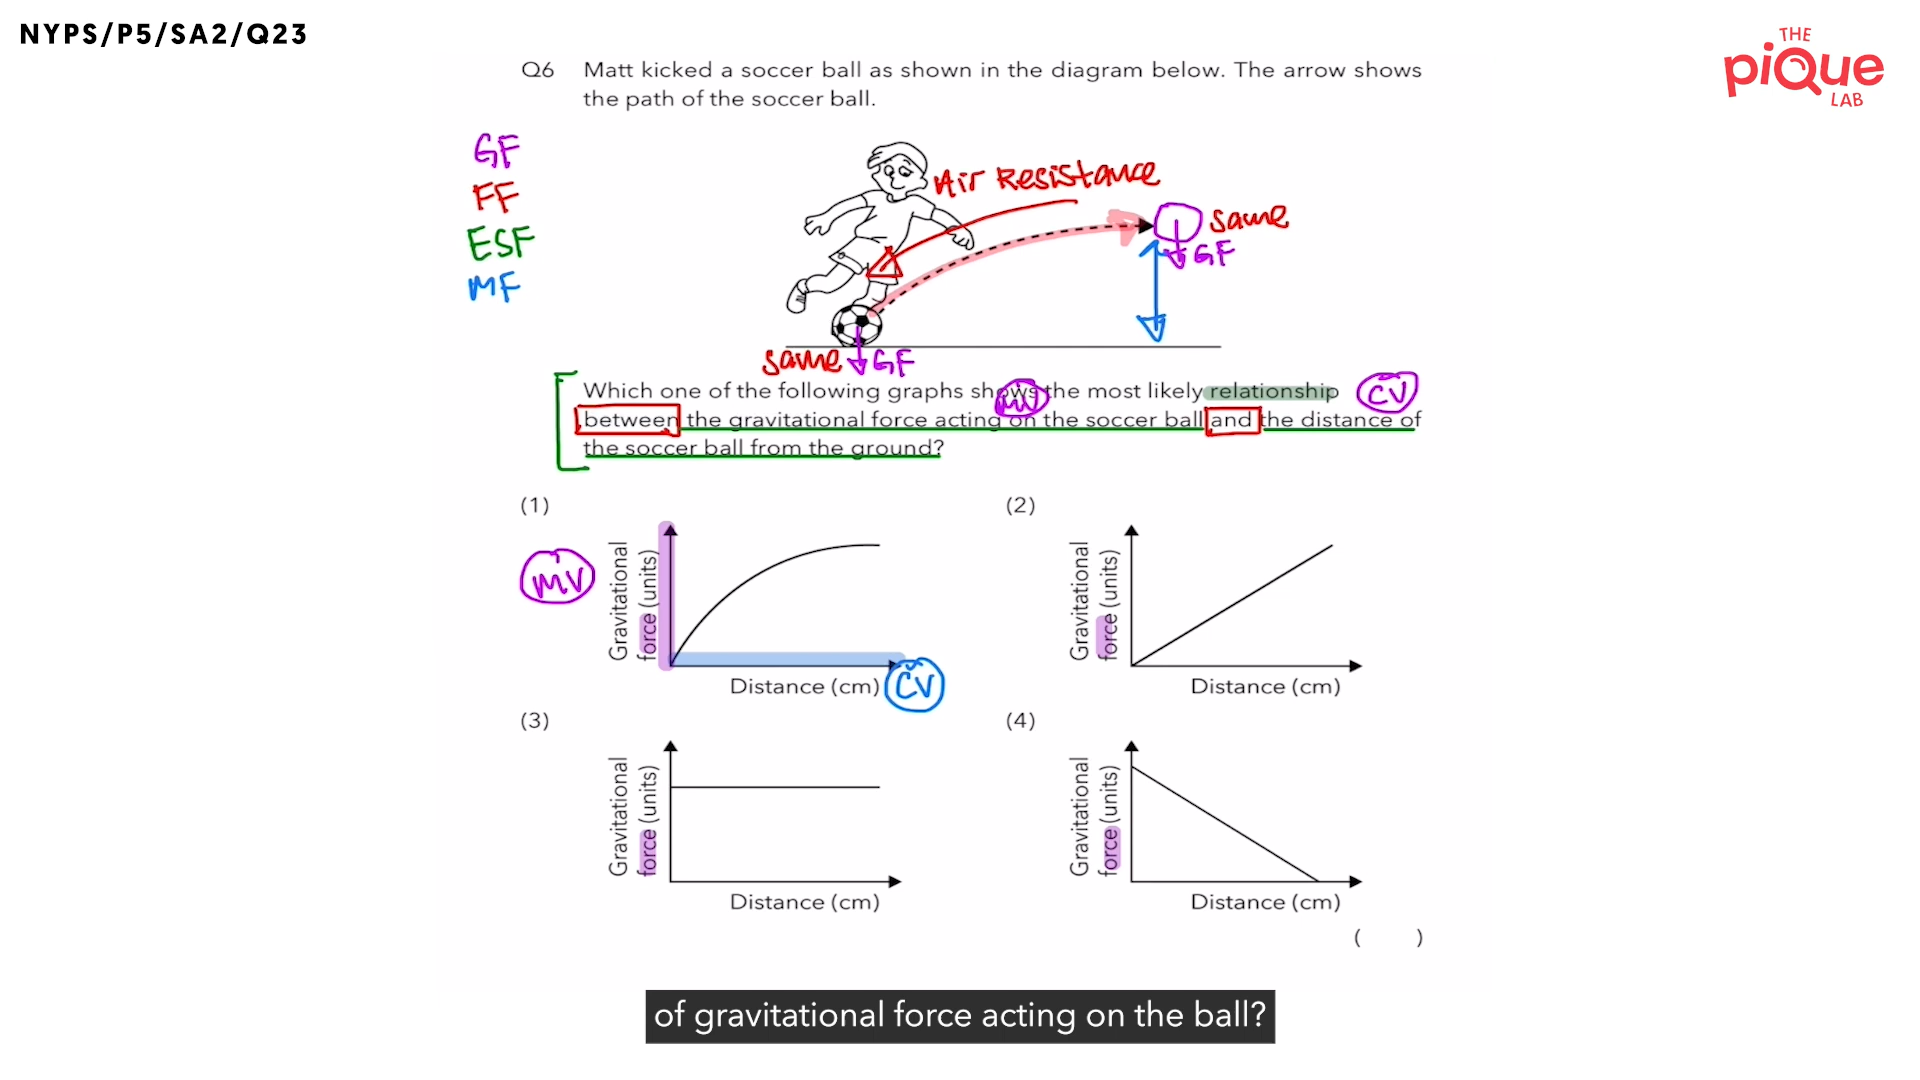 NYPS/P5/SA2/Q23
THE
piQue
LAB
Q6 Matt kicked a soccer ball as shown in the diagram below. The arrow shows
the path of the soccer ball.
GF
FF
ESF
MF
Air Resistance
same
GF
same
GF
Which one of the following graphs shows the most likely relationship
CV
MV
between the gravitational force acting on the soccer ball and the distance of
the soccer ball from the ground?
(1)
MV
Gravitational
force (units)
Distance (cm)
CV
(2)
Gravitational
force (units)
Distance (cm)
(3)
Gravitational
force (units)
Distance (cm)
(4)
Gravitational
force (units)
Distance (cm)
( )
of gravitational force acting on the ball?